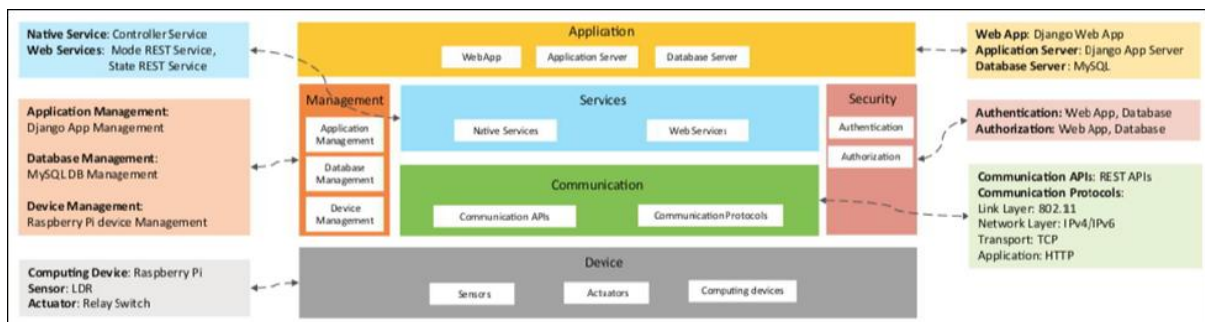 Native Service: Controller Service
Web Services: Mode REST Service,
State REST Service
Application Management:
Django App Management
Database Management:
MySQL DB Management
Device Management:
Raspberry Pi device Management
Computing Device: Raspberry Pi
Sensor: LDR
Actuator: Relay Switch
Application
Web App
Application Server
Database Server
Management
Application
Management
Database
Management
Device
Management
Services
Native Services
Web Services
Communication
Communication APIs
Communication Protocols
Security
Authentication
Authorization
Device
Sensors
Actuators
Computing devices
Web App: Django Web App
Application Server: Django App Server
Database Server: MySQL
Authentication: Web App, Database
Authorization: Web App, Database
Communication APIs: REST APIs
Communication Protocols:
Link Layer: 802.11
Network Layer: IPv4/IPv6
Transport: TCP
Application: HTTP